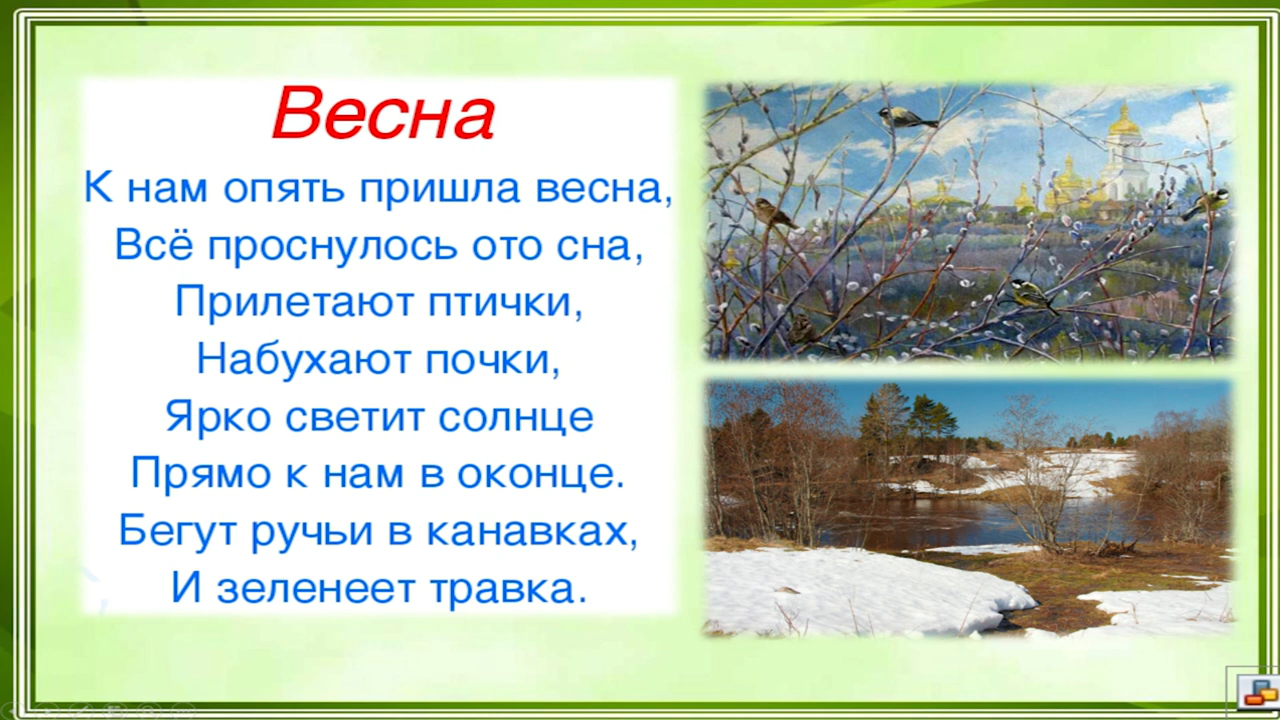 Весна
К нам опять пришла весна,
Всё проснулось ото сна,
Прилетают птички,
Набухают почки,
Ярко светит солнце
Прямо к нам в оконце.
Бегут ручьи в канавках,
И зеленеет травка.